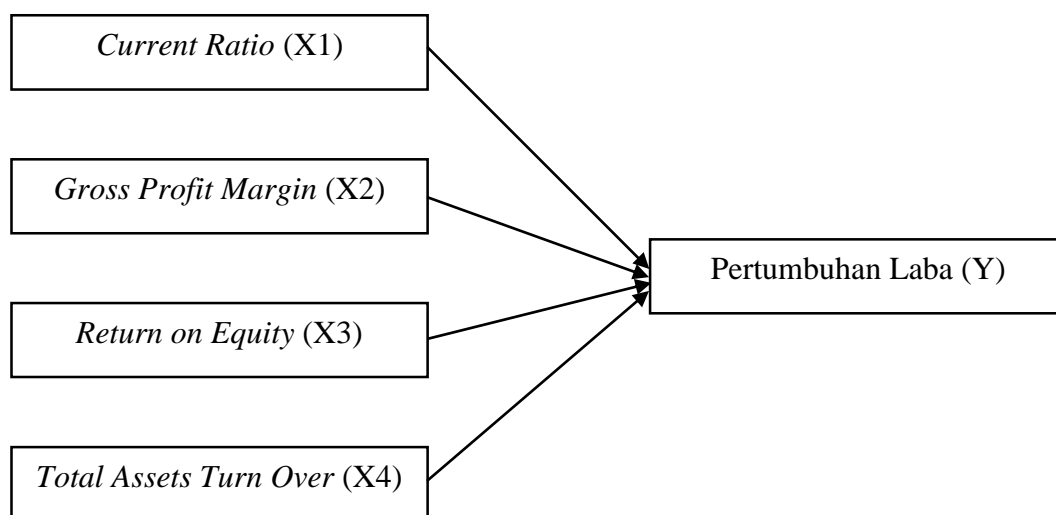 Current Ratio (X1)
Gross Profit Margin (X2)
Pertumbuhan Laba (Y)
Return on Equity (X3)
Total Assets Turn Over (X4)